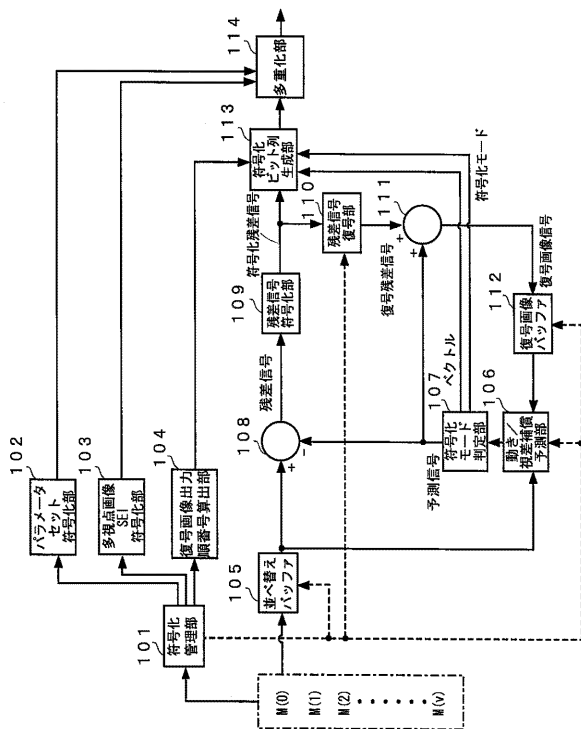 M(0)
M(1)
M(2)
・・・・・・
M(v)
101
符号化
管理部
102
パラメータ
セット
符号化部
103
多視点画像
SEI
符号化部
104
復号画像出力
順番号算出部
105
並べ替え
バッファ
108
+
-
残差信号
予測信号
109
残差信号
符号化部
符号化残差信号
110
残差信号
復号部
復号残差信号
111
+
+
復号画像信号
112
復号画像
バッファ
106
動き/
視差補償
予測部
107
符号化
モード
判定部
ベクトル
符号化モード
113
符号化
ビット列
生成部
114
多重化部